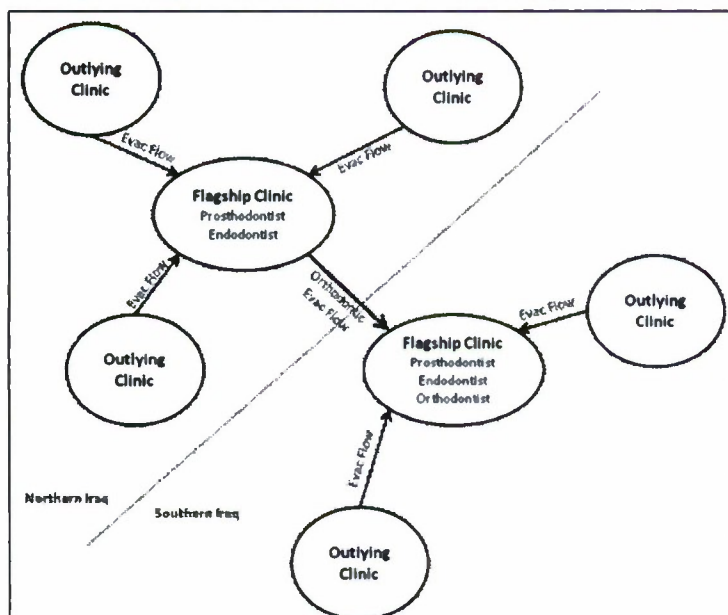 Outlying
Clinic
Outlying
Clinic
Evac Flow
Evac Flow
Flagship Clinic
Prosthodontist
Endodontist
Evac Flow
Orthodontic
Evac Flow
Outlying
Clinic
Evac Flow
Outlying
Clinic
Flagship Clinic
Prosthodontist
Endodontist
Orthodontist
Evac Flow
Northern Iraq
Southern Iraq
Outlying
Clinic